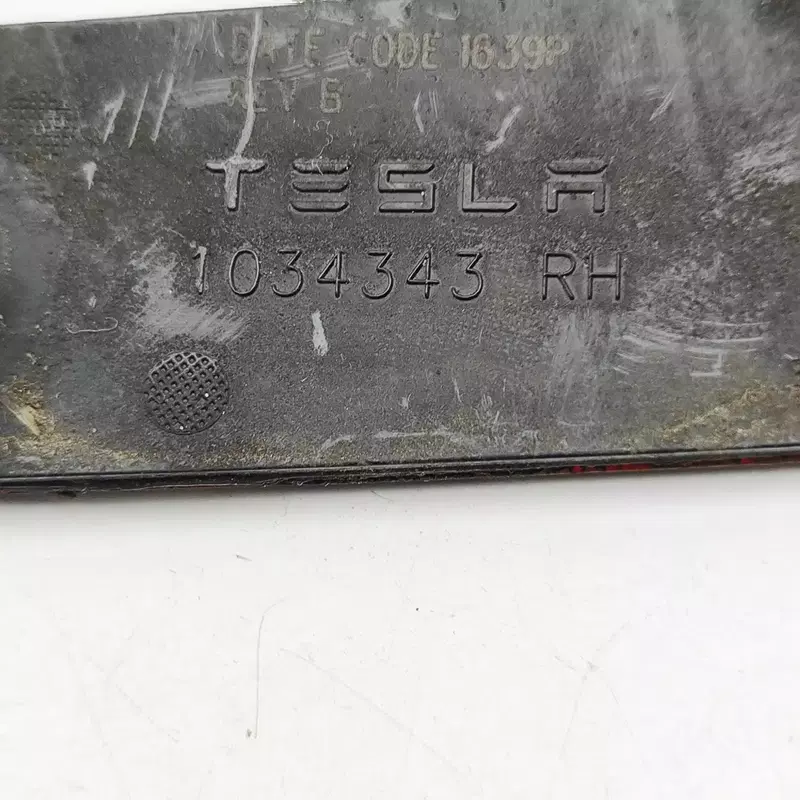 DATE CODE 1639P
REV G
TESLA
1034343 RH